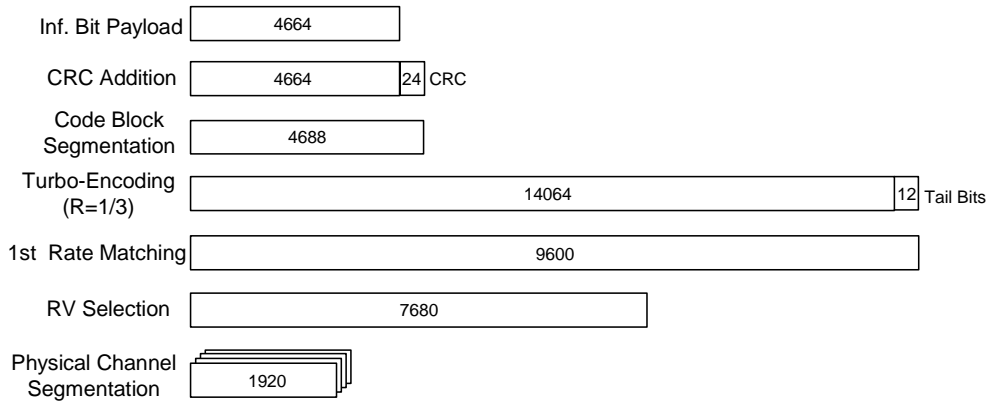 Inf. Bit Payload 4664
CRC Addition 4664 24 CRC
Code Block
Segmentation 4688
Turbo-Encoding
(R=1/3) 14064 12 Tail Bits
1st Rate Matching 9600
RV Selection 7680
Physical Channel
Segmentation 1920